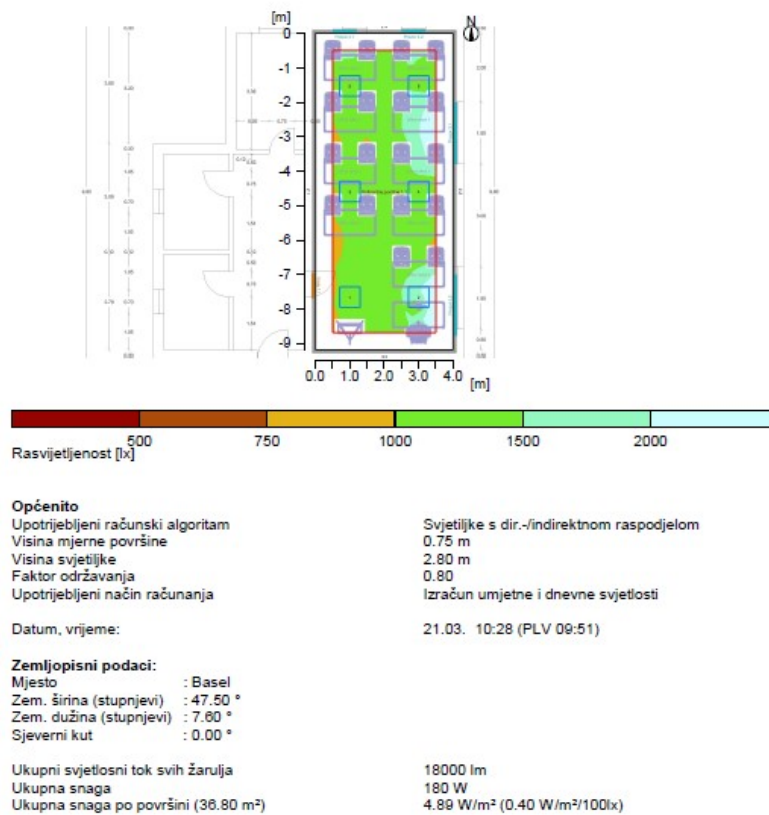 [m]
N
-0
-1
-2
-3
-4
-5
-6
-7
-8
-9
0.0 1.0 2.0 3.0 4.0
[m]
500 750 1000 1500 2000
Rasvijetljenost [lx]
Općenito
Upotrijebljeni računski algoritam Svjetiljke s dir.-/indirektnom raspodjelom
Visina mjerne površine 0.75 m
Visina svjetiljke 2.80 m
Faktor održavanja 0.80
Upotrijebljeni način računanja Izračun umjetne i dnevne svjetlosti
Datum, vrijeme: 21.03. 10:28 (PLV 09:51)
Zemljopisni podaci:
Mjesto : Basel
Zem. širina (stupnjevi) : 47.50 °
Zem. dužina (stupnjevi) : 7.60 °
Sjeverni kut : 0.00 °
Ukupni svjetlosni tok svih žarulja 18000 lm
Ukupna snaga 180 W
Ukupna snaga po površini (36.80 m²) 4.89 W/m² (0.40 W/m²/100lx)